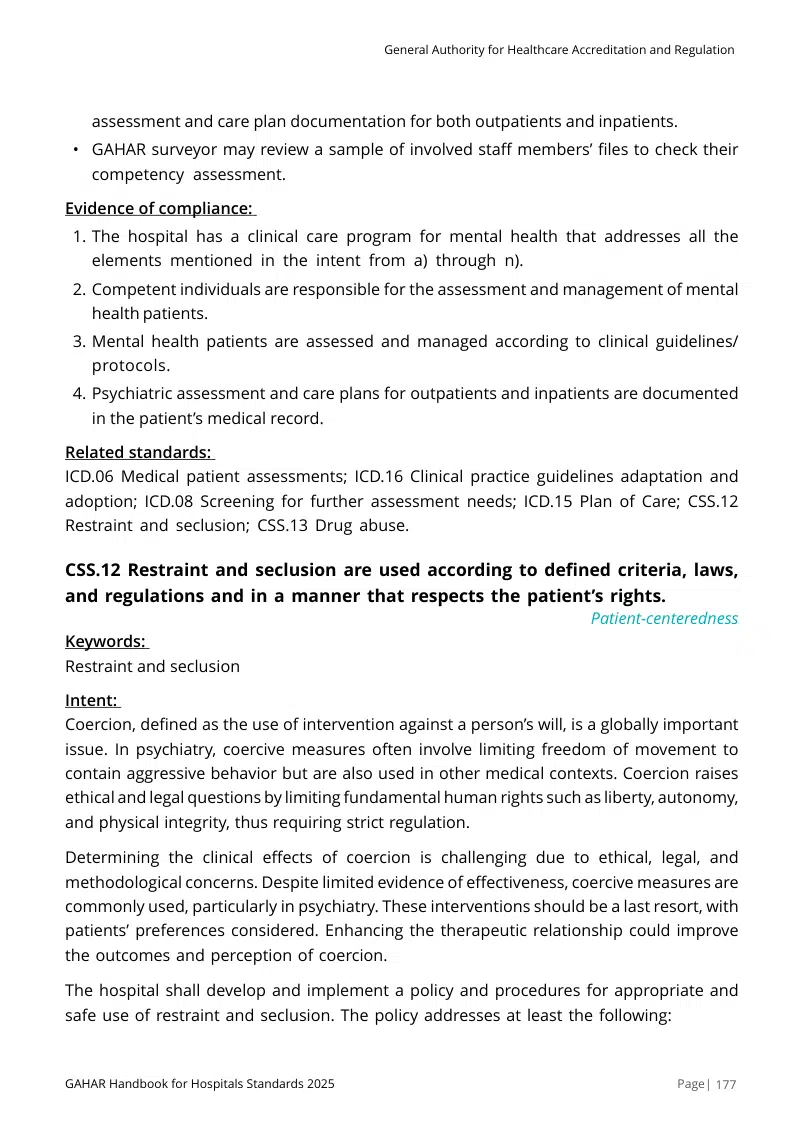 General Authority for Healthcare Accreditation and Regulation
assessment and care plan documentation for both outpatients and inpatients.
• GAHAR surveyor may review a sample of involved staff members’ files to check their
competency assessment.
Evidence of compliance:
1. The hospital has a clinical care program for mental health that addresses all the
elements mentioned in the intent from a) through n).
2. Competent individuals are responsible for the assessment and management of mental
health patients.
3. Mental health patients are assessed and managed according to clinical guidelines/
protocols.
4. Psychiatric assessment and care plans for outpatients and inpatients are documented
in the patient’s medical record.
Related standards:
ICD.06 Medical patient assessments; ICD.16 Clinical practice guidelines adaptation and
adoption; ICD.08 Screening for further assessment needs; ICD.15 Plan of Care; CSS.12
Restraint and seclusion; CSS.13 Drug abuse.
CSS.12 Restraint and seclusion are used according to defined criteria, laws,
and regulations and in a manner that respects the patient’s rights.
Patient-centeredness
Keywords:
Restraint and seclusion
Intent:
Coercion, defined as the use of intervention against a person’s will, is a globally important
issue. In psychiatry, coercive measures often involve limiting freedom of movement to
contain aggressive behavior but are also used in other medical contexts. Coercion raises
ethical and legal questions by limiting fundamental human rights such as liberty, autonomy,
and physical integrity, thus requiring strict regulation.
Determining the clinical effects of coercion is challenging due to ethical, legal, and
methodological concerns. Despite limited evidence of effectiveness, coercive measures are
commonly used, particularly in psychiatry. These interventions should be a last resort, with
patients’ preferences considered. Enhancing the therapeutic relationship could improve
the outcomes and perception of coercion.
The hospital shall develop and implement a policy and procedures for appropriate and
safe use of restraint and seclusion. The policy addresses at least the following:
GAHAR Handbook for Hospitals Standards 2025
Page| 177